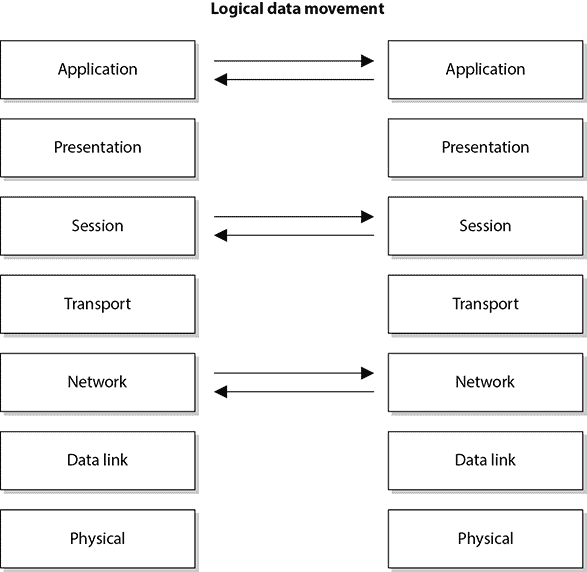 Logical data movement
Application
Application
Presentation
Presentation
Session
Session
Transport
Transport
Network
Network
Data link
Data link
Physical
Physical